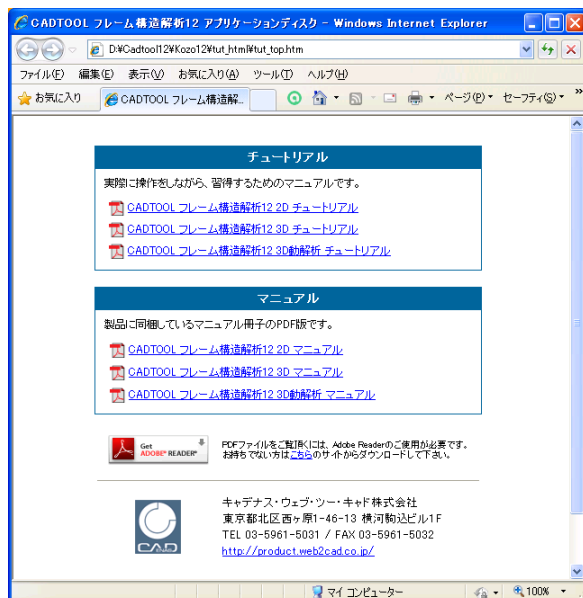 CADTOOL フレーム構造解析12 アプリケーションディスク - Windows Internet Explorer
D:¥Cadtool12¥Kozo12¥tut_html¥tut_top.htm
ファイル(F) 編集(E) 表示(V) お気に入り(A) ツール(T) ヘルプ(H)
お気に入り CADTOOL フレーム構造解... ページ(P) セーフティ(S) »
チュートリアル
実際に操作をしながら、習得するためのマニュアルです。
CADTOOL フレーム構造解析12 2D チュートリアル
CADTOOL フレーム構造解析12 3D チュートリアル
CADTOOL フレーム構造解析12 3D動解析 チュートリアル
マニュアル
製品に同梱しているマニュアル冊子のPDF版です。
CADTOOL フレーム構造解析12 2D マニュアル
CADTOOL フレーム構造解析12 3D マニュアル
CADTOOL フレーム構造解析12 3D動解析 マニュアル
Get
ADOBE® READER®
PDFファイルをご覧頂くには、Adobe Readerのご使用が必要です。
お持ちでない方はこちらのサイトからダウンロードして下さい。
キャデナス・ウェブ・ツー・キャド株式会社
東京都北区西ヶ原1-46-13 横河駒込ビル1F
TEL 03-5961-5031 / FAX 03-5961-5032
http://product.web2cad.co.jp/
CAD
マイ コンピューター 100%